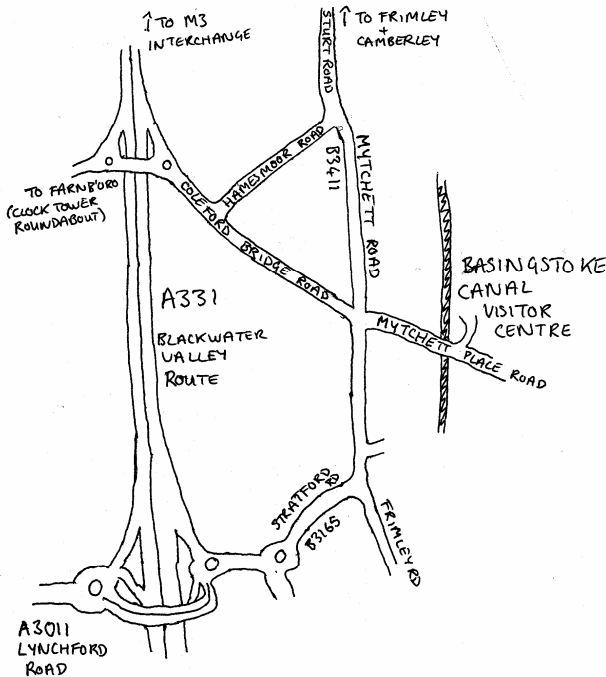 ↑ TO M3
INTERCHANGE
↑ TO FRIMLEY
+
CAMBERLEY
STURT ROAD
HAMESMOOR ROAD
B3411
MYTCHETT ROAD
TO FARNB'ORO
(CLOCK TOWER
ROUNDABOUT)
COLEFORD BRIDGE ROAD
BASINGSTOKE
CANAL
VISITOR
CENTRE
A331
BLACKWATER
VALLEY
ROUTE
MYTCHETT PLACE ROAD
STRATFORD RD
B3165
FRIMLEY RD
A3011
LYNCHFORD
ROAD